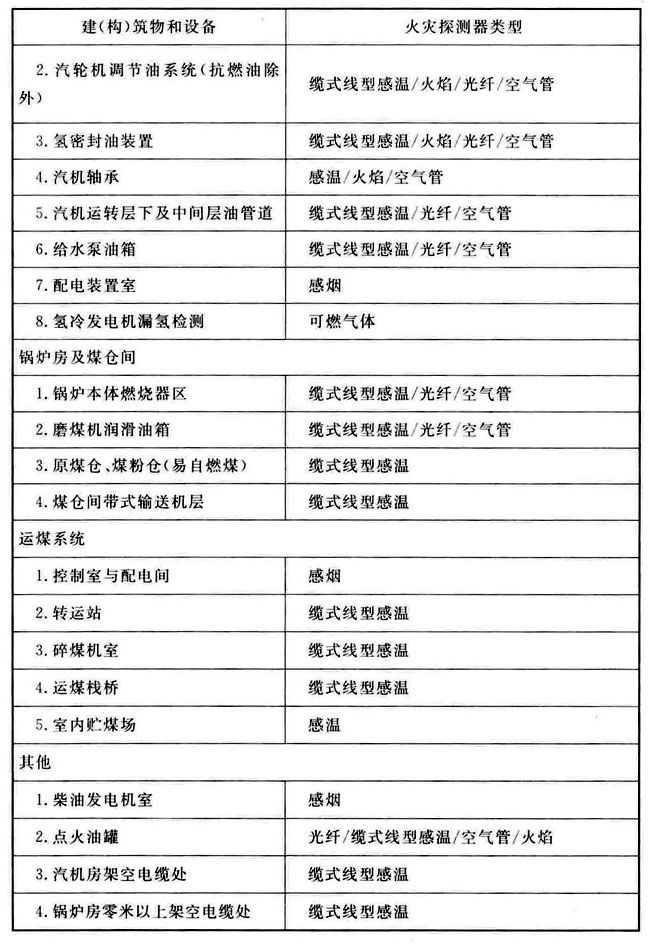 建(构)筑物和设备 火灾探测器类型
2.汽轮机调节油系统(抗燃油除 缆式线型感温/火焰/光纤/空气管
外)
3.氢密封油装置 缆式线型感温/火焰/光纤/空气管
4.汽机轴承 感温/火焰/空气管
5.汽机运转层下及中间层油管道 缆式线型感温/光纤/空气管
6.给水泵油箱 缆式线型感温/光纤/空气管
7.配电装置室 感烟
8.氢冷发电机漏氢检测 可燃气体
锅炉房及煤仓间
1.锅炉本体燃烧器区 缆式线型感温/光纤/空气管
2.磨煤机润滑油箱 缆式线型感温/光纤/空气管
3.原煤仓、煤粉仓(易自燃煤) 缆式线型感温
4.煤仓间带式输送机层 缆式线型感温
运煤系统
1.控制室与配电间 感烟
2.转运站 缆式线型感温
3.碎煤机室 缆式线型感温
4.运煤栈桥 缆式线型感温
5.室内贮煤场 感温
其他
1.柴油发电机室 感烟
2.点火油罐 光纤/缆式线型感温/空气管/火焰
3.汽机房架空电缆处 缆式线型感温
4.锅炉房零米以上架空电缆处 缆式线型感温